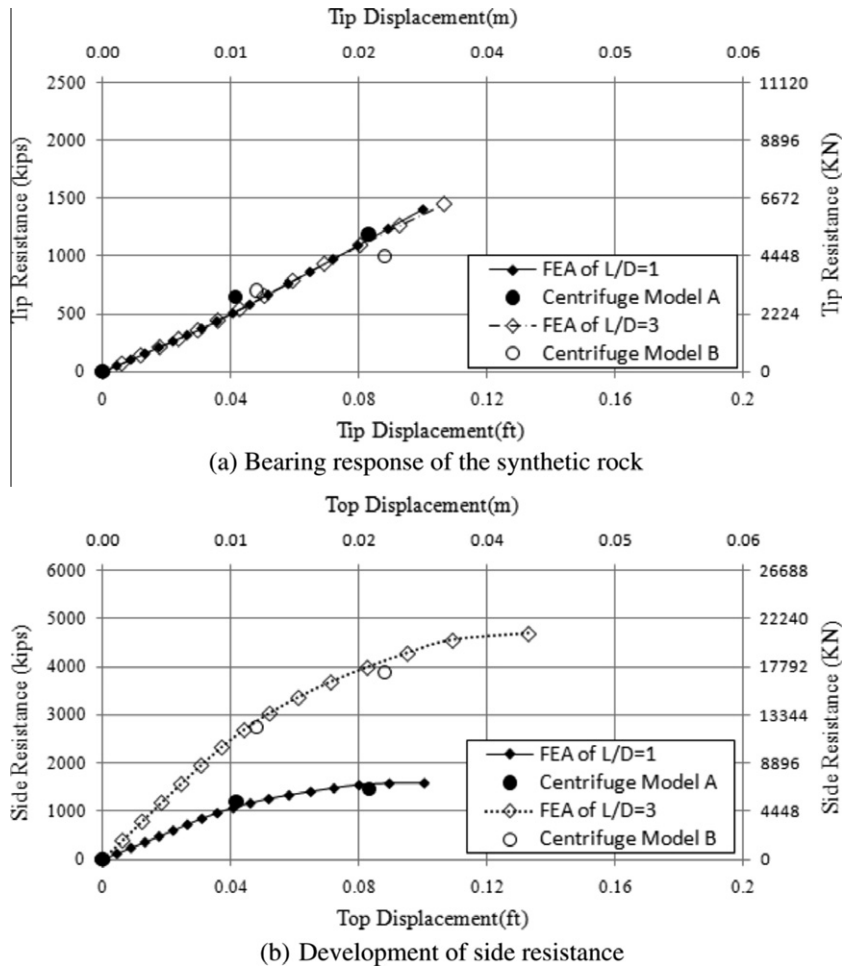 Tip Displacement(m)
0.00 0.01 0.02 0.04 0.05 0.06
2500 11120
2000 8896
1500 6672
1000 4448
500 2224
0 0
Tip Resistance (kips)
Tip Resistance (KN)
FEA of L/D=1
Centrifuge Model A
FEA of L/D=3
Centrifuge Model B
0 0.04 0.08 0.12 0.16 0.2
Tip Displacement(ft)
(a) Bearing response of the synthetic rock
Top Displacement(m)
0.00 0.01 0.02 0.04 0.05 0.06
6000 26688
5000 22240
4000 17792
3000 13344
2000 8896
1000 4448
0 0
Side Resistance (kips)
Side Resistance (KN)
FEA of L/D=1
Centrifuge Model A
FEA of L/D=3
Centrifuge Model B
0 0.04 0.08 0.12 0.16 0.2
Top Displacement(ft)
(b) Development of side resistance